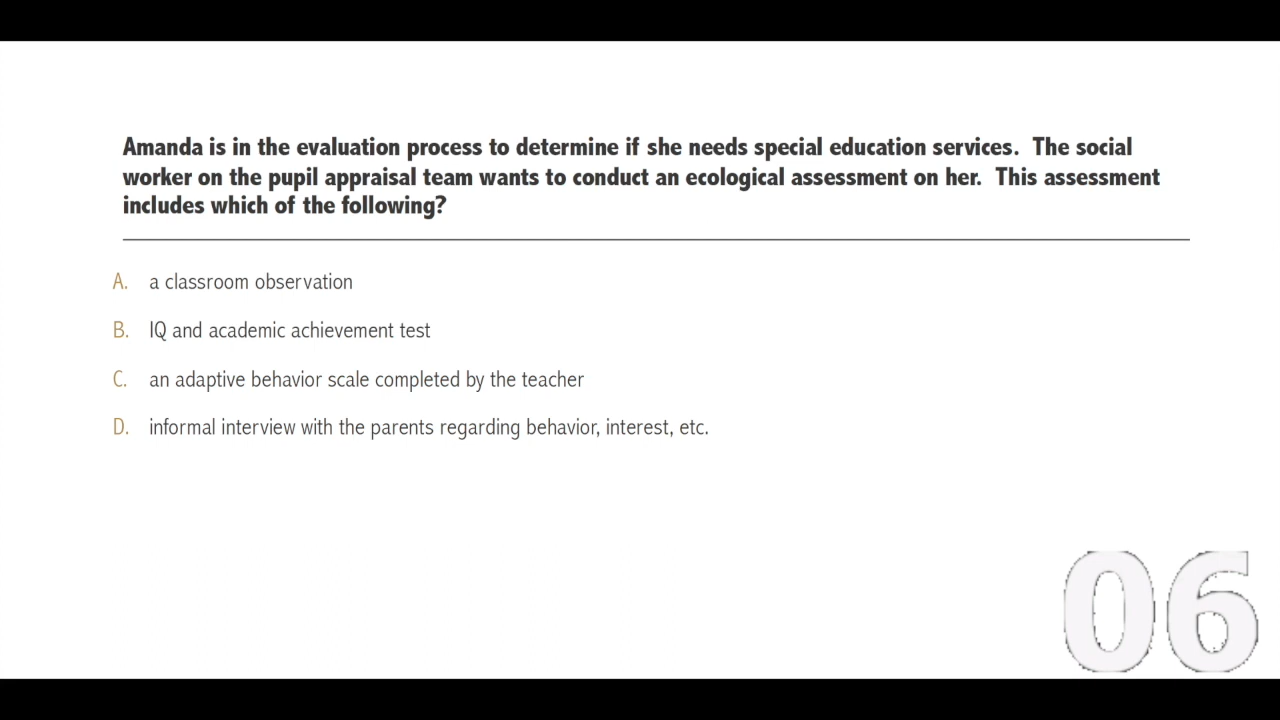 Amanda is in the evaluation process to determine if she needs special education services. The social
worker on the pupil appraisal team wants to conduct an ecological assessment on her. This assessment
includes which of the following?
A. a classroom observation
B. IQ and academic achievement test
C. an adaptive behavior scale completed by the teacher
D. informal interview with the parents regarding behavior, interest, etc.
06